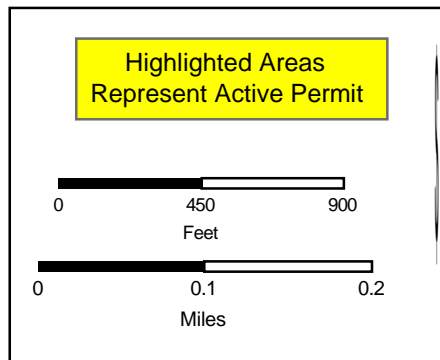 Highlighted Areas
Represent Active Permit
0 450 900
Feet
0 0.1 0.2
Miles